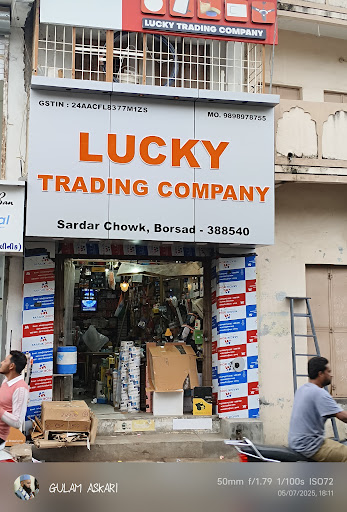 LUCKY TRADING COMPANY
GSTIN : 24AACFL8377M1ZS
MO. 9898978755
LUCKY
TRADING COMPANY
Sardar Chowk, Borsad - 388540
GULAM ASKARI
50mm f/1.79 1/100s ISO72
05/07/2025, 18:11